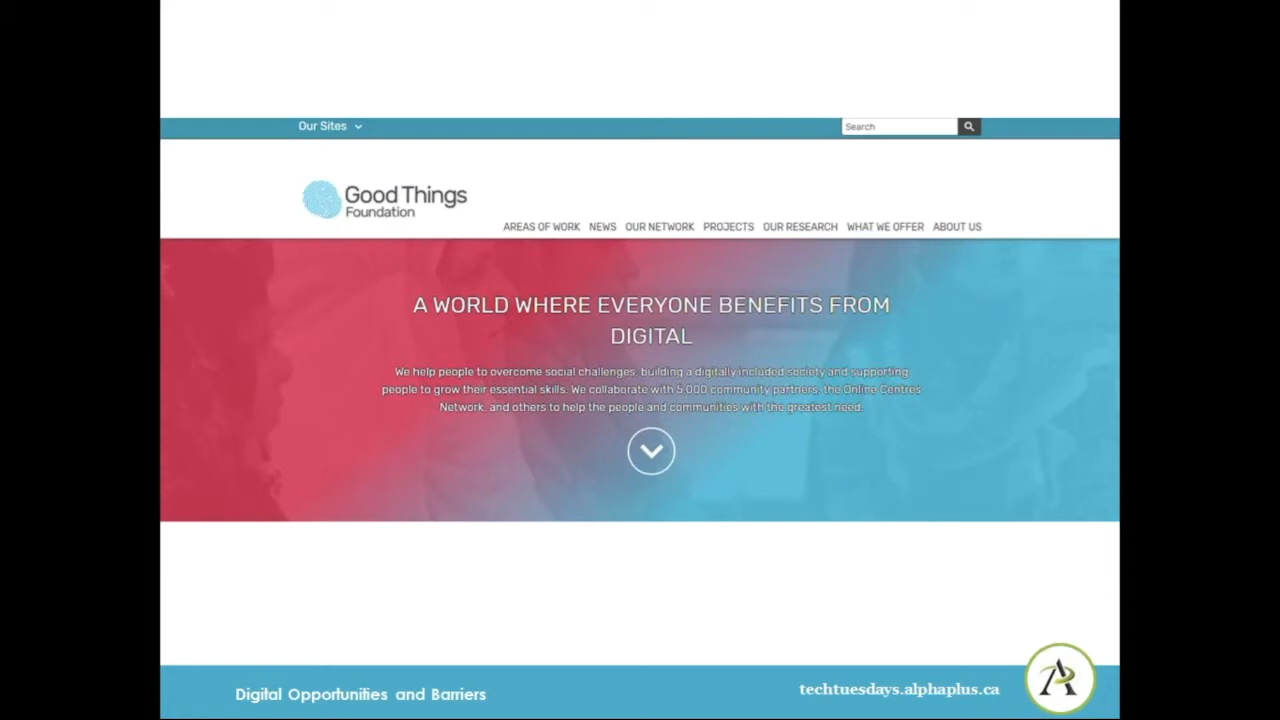 Our Sites
Search
Good Things
Foundation
AREAS OF WORK NEWS OUR NETWORK PROJECTS OUR RESEARCH WHAT WE OFFER ABOUT US
A WORLD WHERE EVERYONE BENEFITS FROM
DIGITAL
We help people to overcome social challenges, building a digitally included society and supporting
people to grow their essential skills. We collaborate with 5,000 community partners, the Online Centres
Network, and others to help the people and communities with the greatest need.
Digital Opportunities and Barriers
techtuesdays.alphaplus.ca